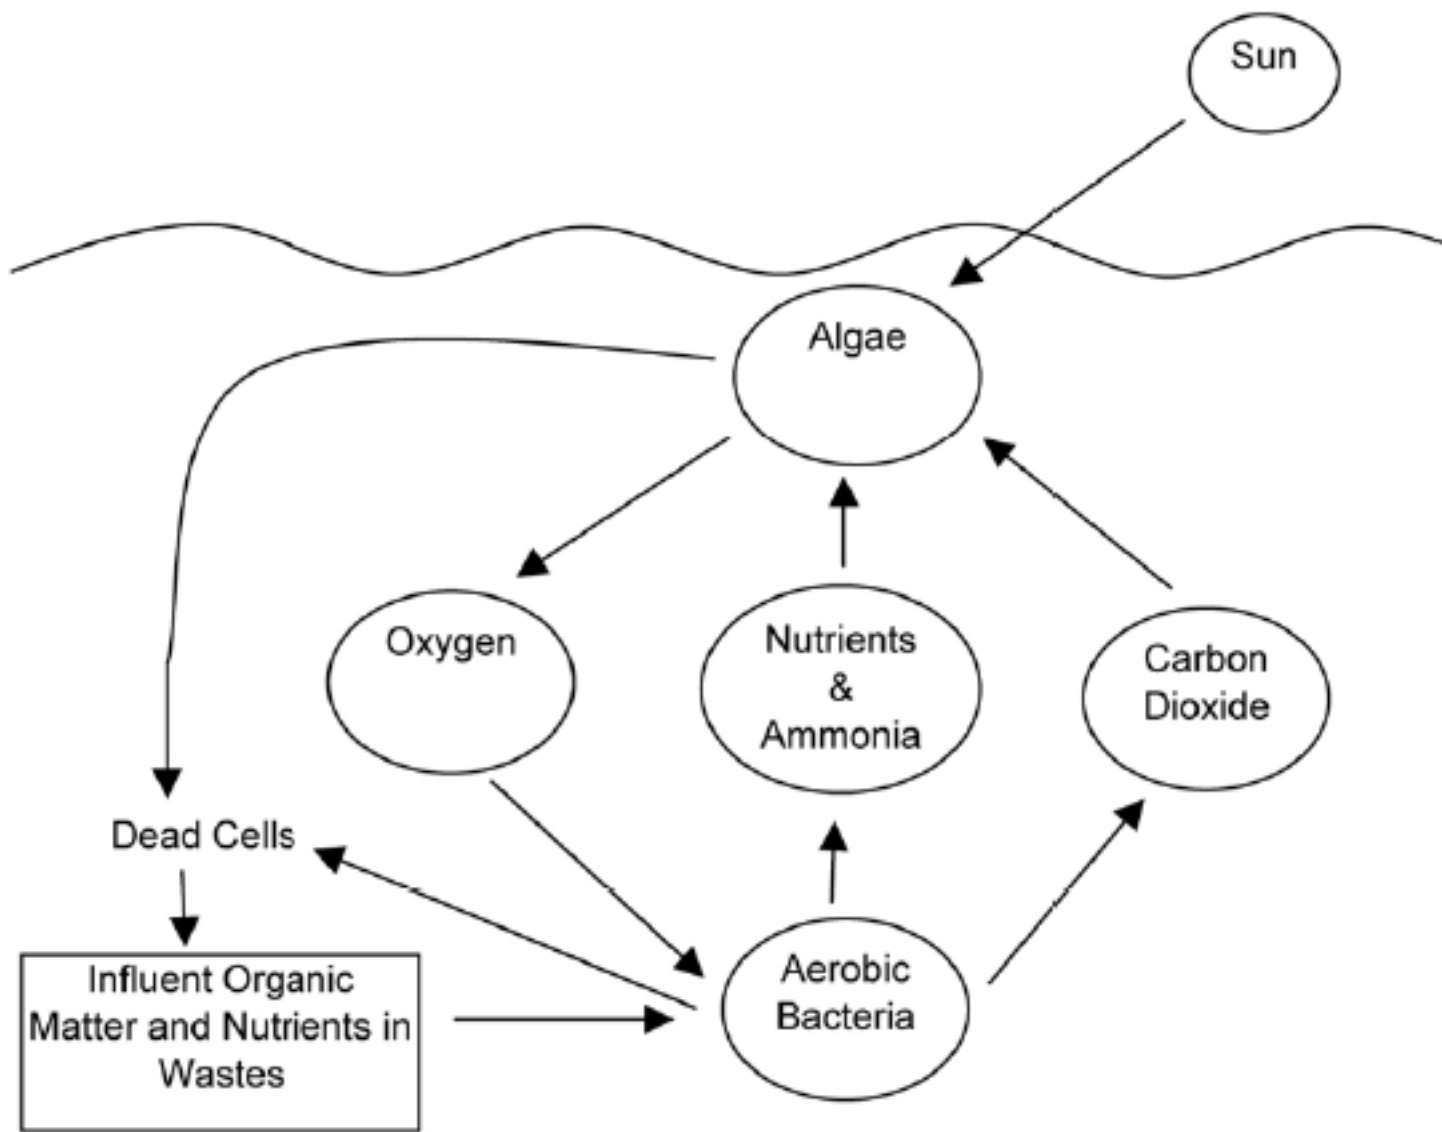 Sun
Algae
Oxygen
Nutrients
&
Ammonia
Carbon
Dioxide
Dead Cells
Influent Organic
Matter and Nutrients in
Wastes
Aerobic
Bacteria